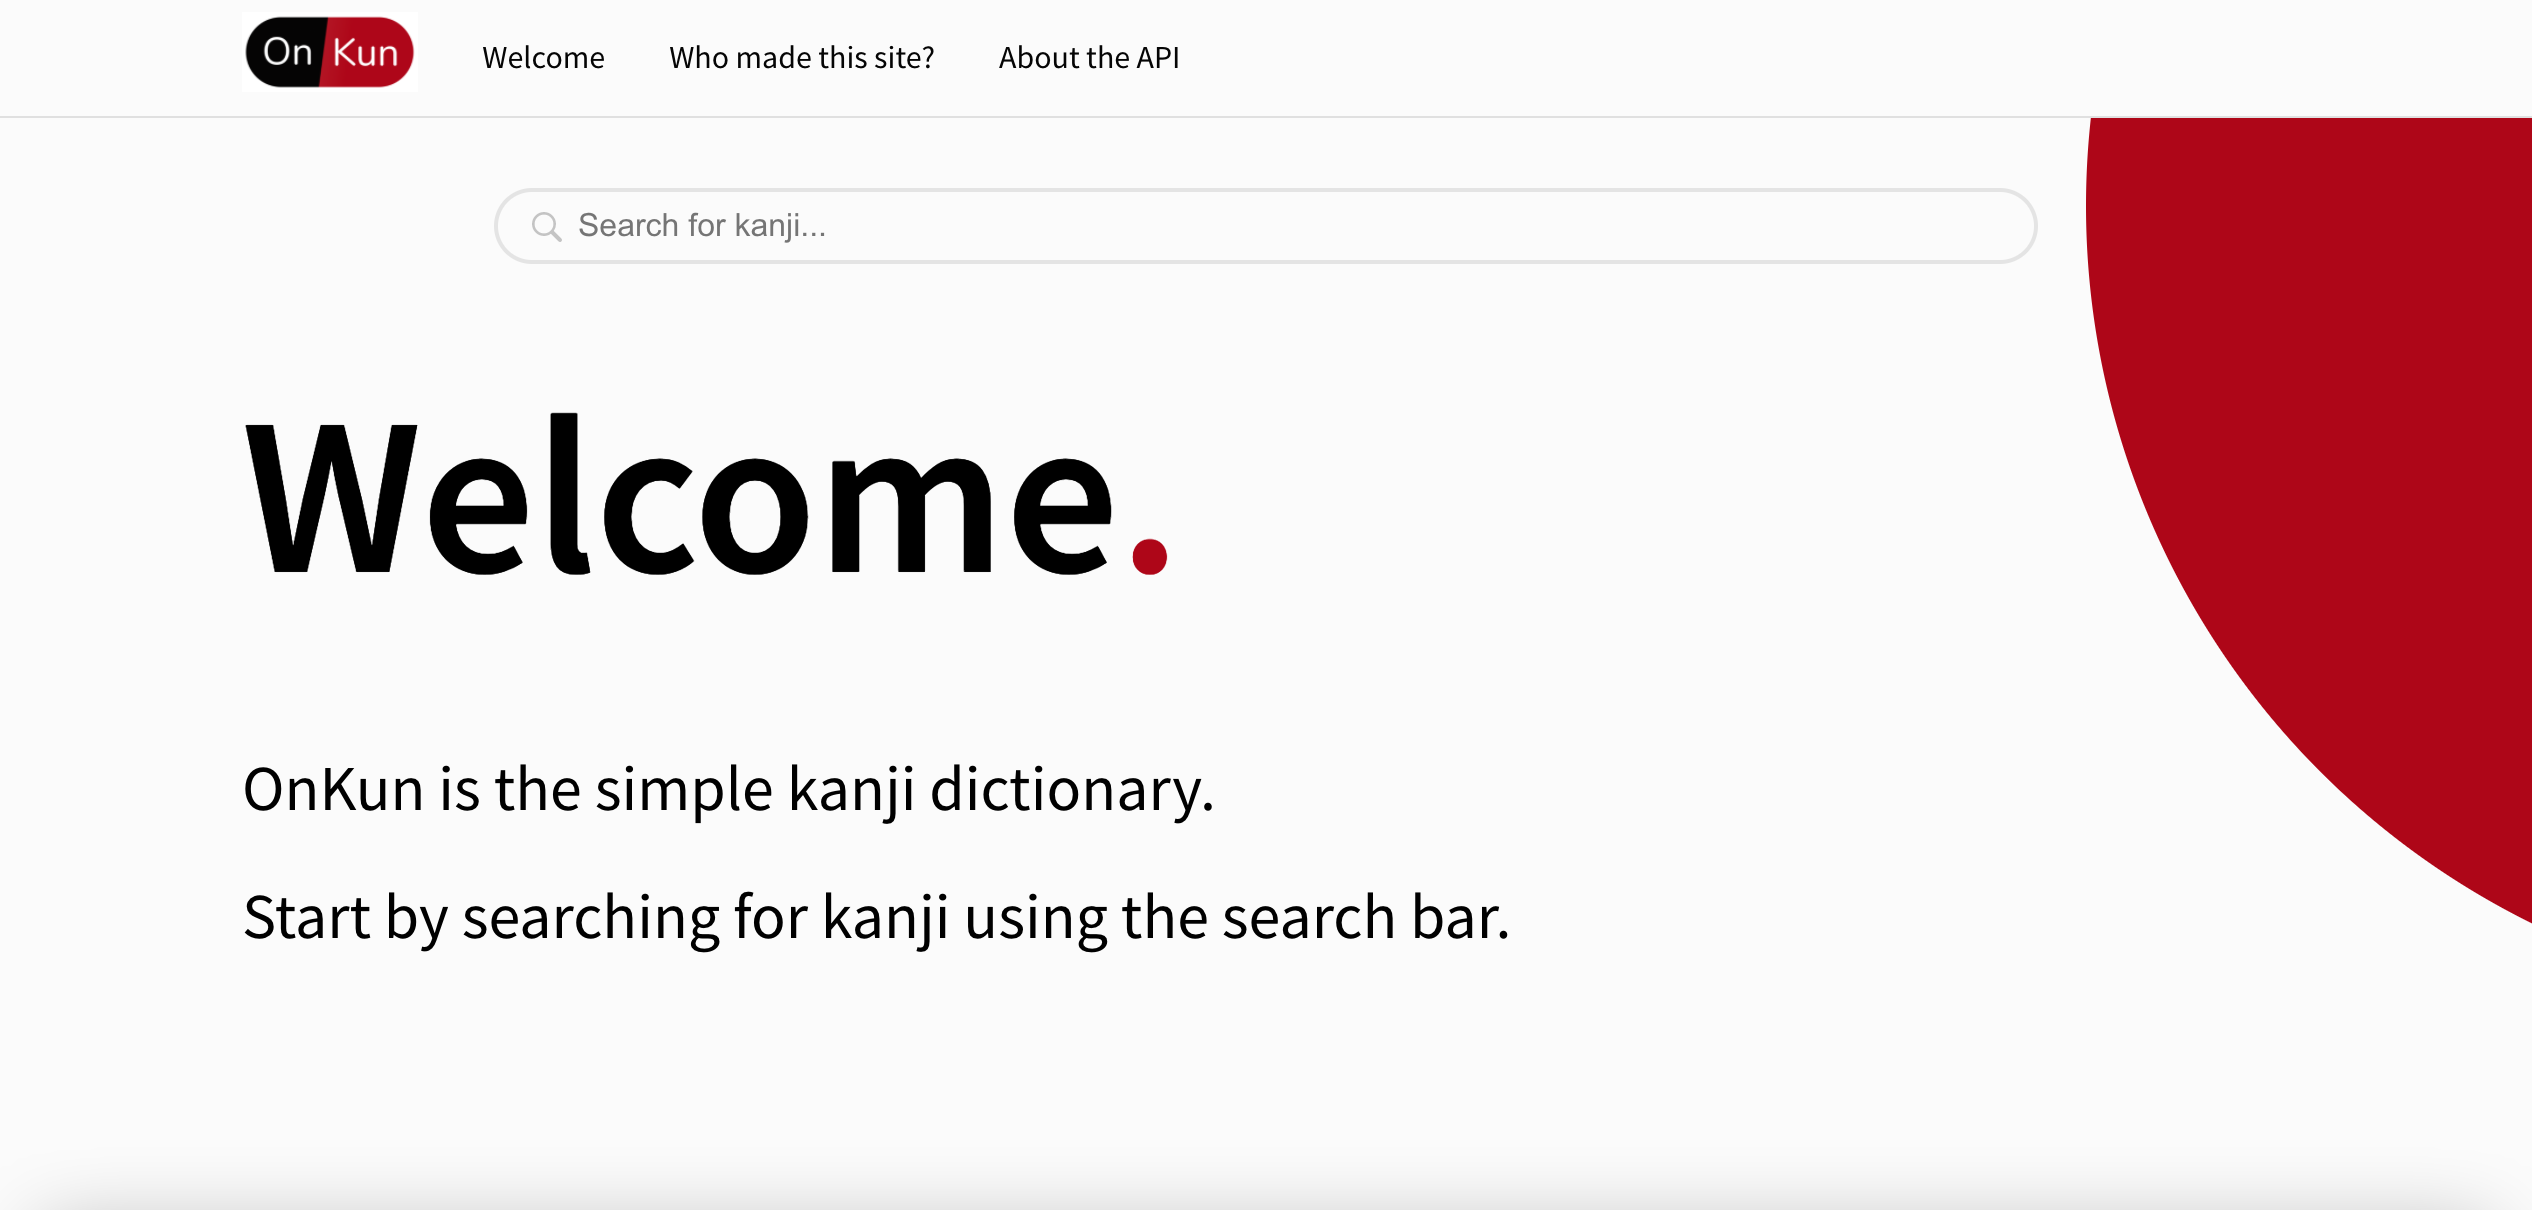 On Kun
Welcome
Who made this site?
About the API
Search for kanji...
Welcome.
OnKun is the simple kanji dictionary.
Start by searching for kanji using the search bar.